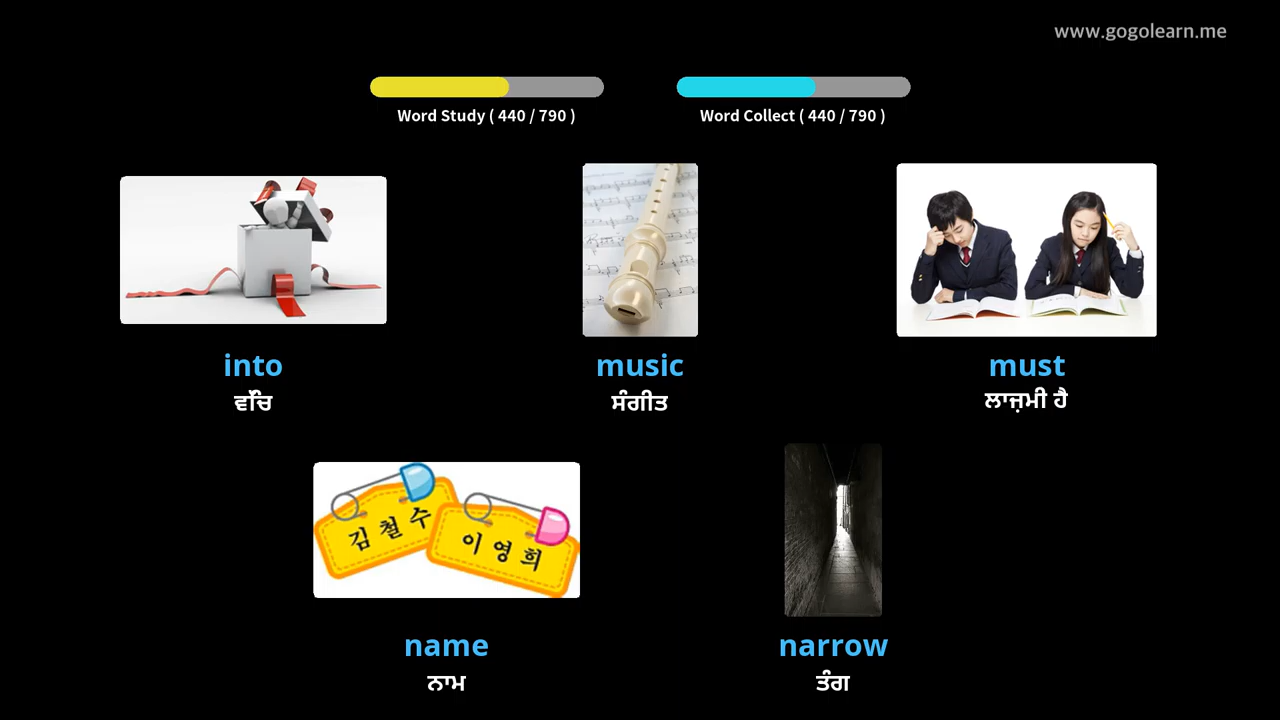 www.gogolearn.me
Word Study ( 440 / 790 )
Word Collect ( 440 / 790 )
into
ਵਿੱਚ
music
ਸੰਗੀਤ
must
ਲਾਜ਼ਮੀ ਹੈ
김철수
이영희
name
ਨਾਮ
narrow
ਤੰਗ